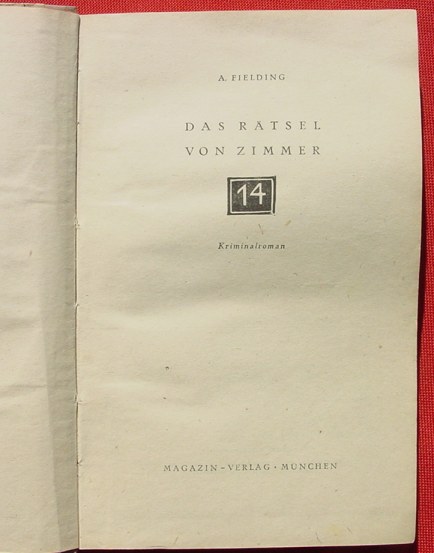 A. FIELDING
DAS RÄTSEL
VON ZIMMER
14
Kriminalroman
MAGAZIN-VERLAG · MÜNCHEN